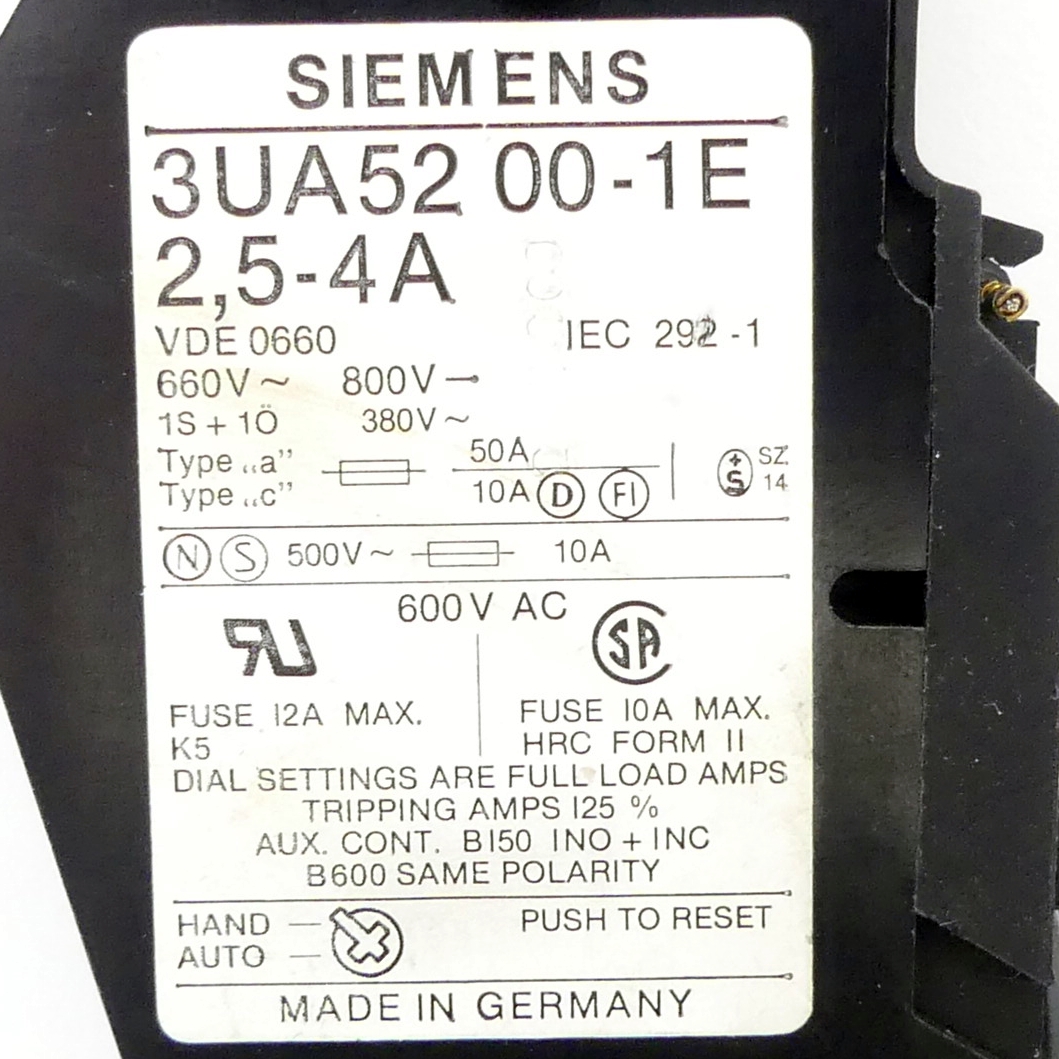 SIEMENS
3UA52 00-1E
2,5-4A
VDE 0660 IEC 292-1
660V~ 800V
1S + 1Ö 380V~
Type „a” 50A
Type „c” 10A D FI
S SZ 14
N S 500V~ 10A
600V AC
RU SA
FUSE 12A MAX. FUSE 10A MAX.
K5 HRC FORM II
DIAL SETTINGS ARE FULL LOAD AMPS
TRIPPING AMPS 125 %
AUX. CONT. B150 1NO + 1NC
B600 SAME POLARITY
HAND PUSH TO RESET
AUTO
MADE IN GERMANY